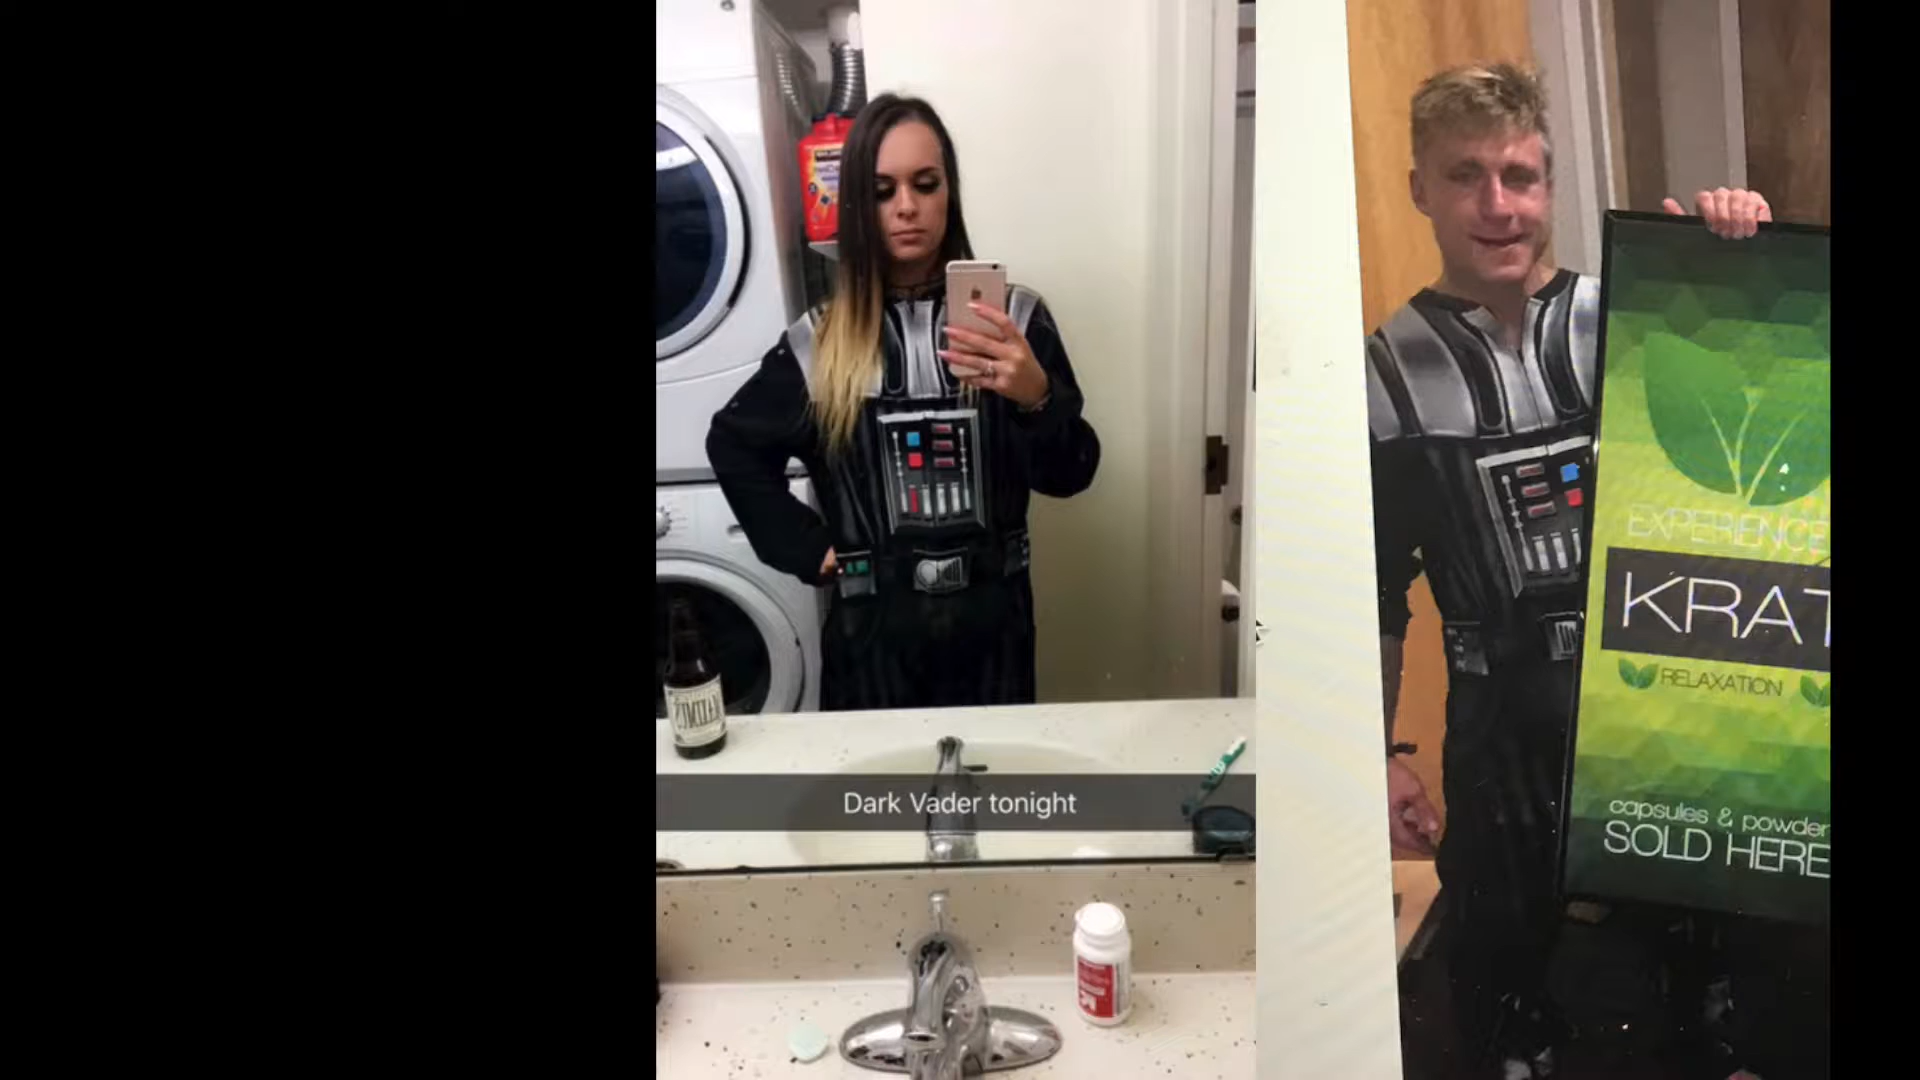 Dark Vader tonight
EXPERIENCE
KRAT
RELAXATION
capsules & powder
SOLD HERE